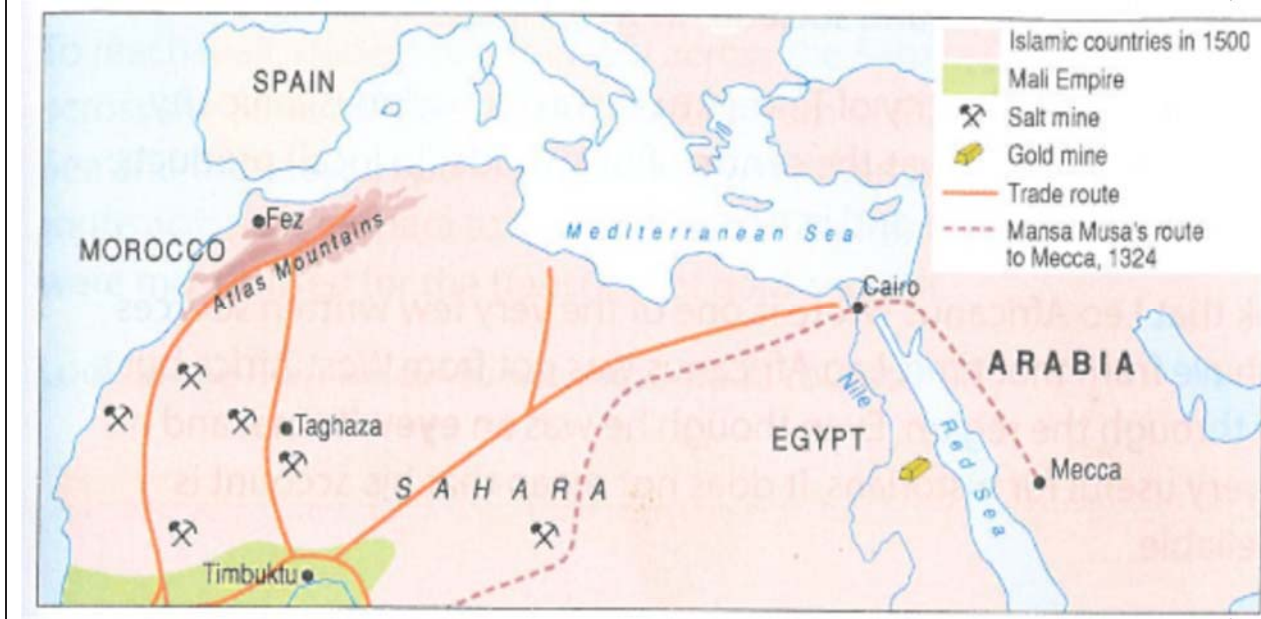 SPAIN
Islamic countries in 1500
Mali Empire
Salt mine
Gold mine
Trade route
Mansa Musa's route
to Mecca, 1324
Fez
MOROCCO
Atlas Mountains
Mediterranean Sea
Cairo
ARABIA
Nile
Taghaza
EGYPT
Red Sea
Mecca
SAHARA
Timbuktu